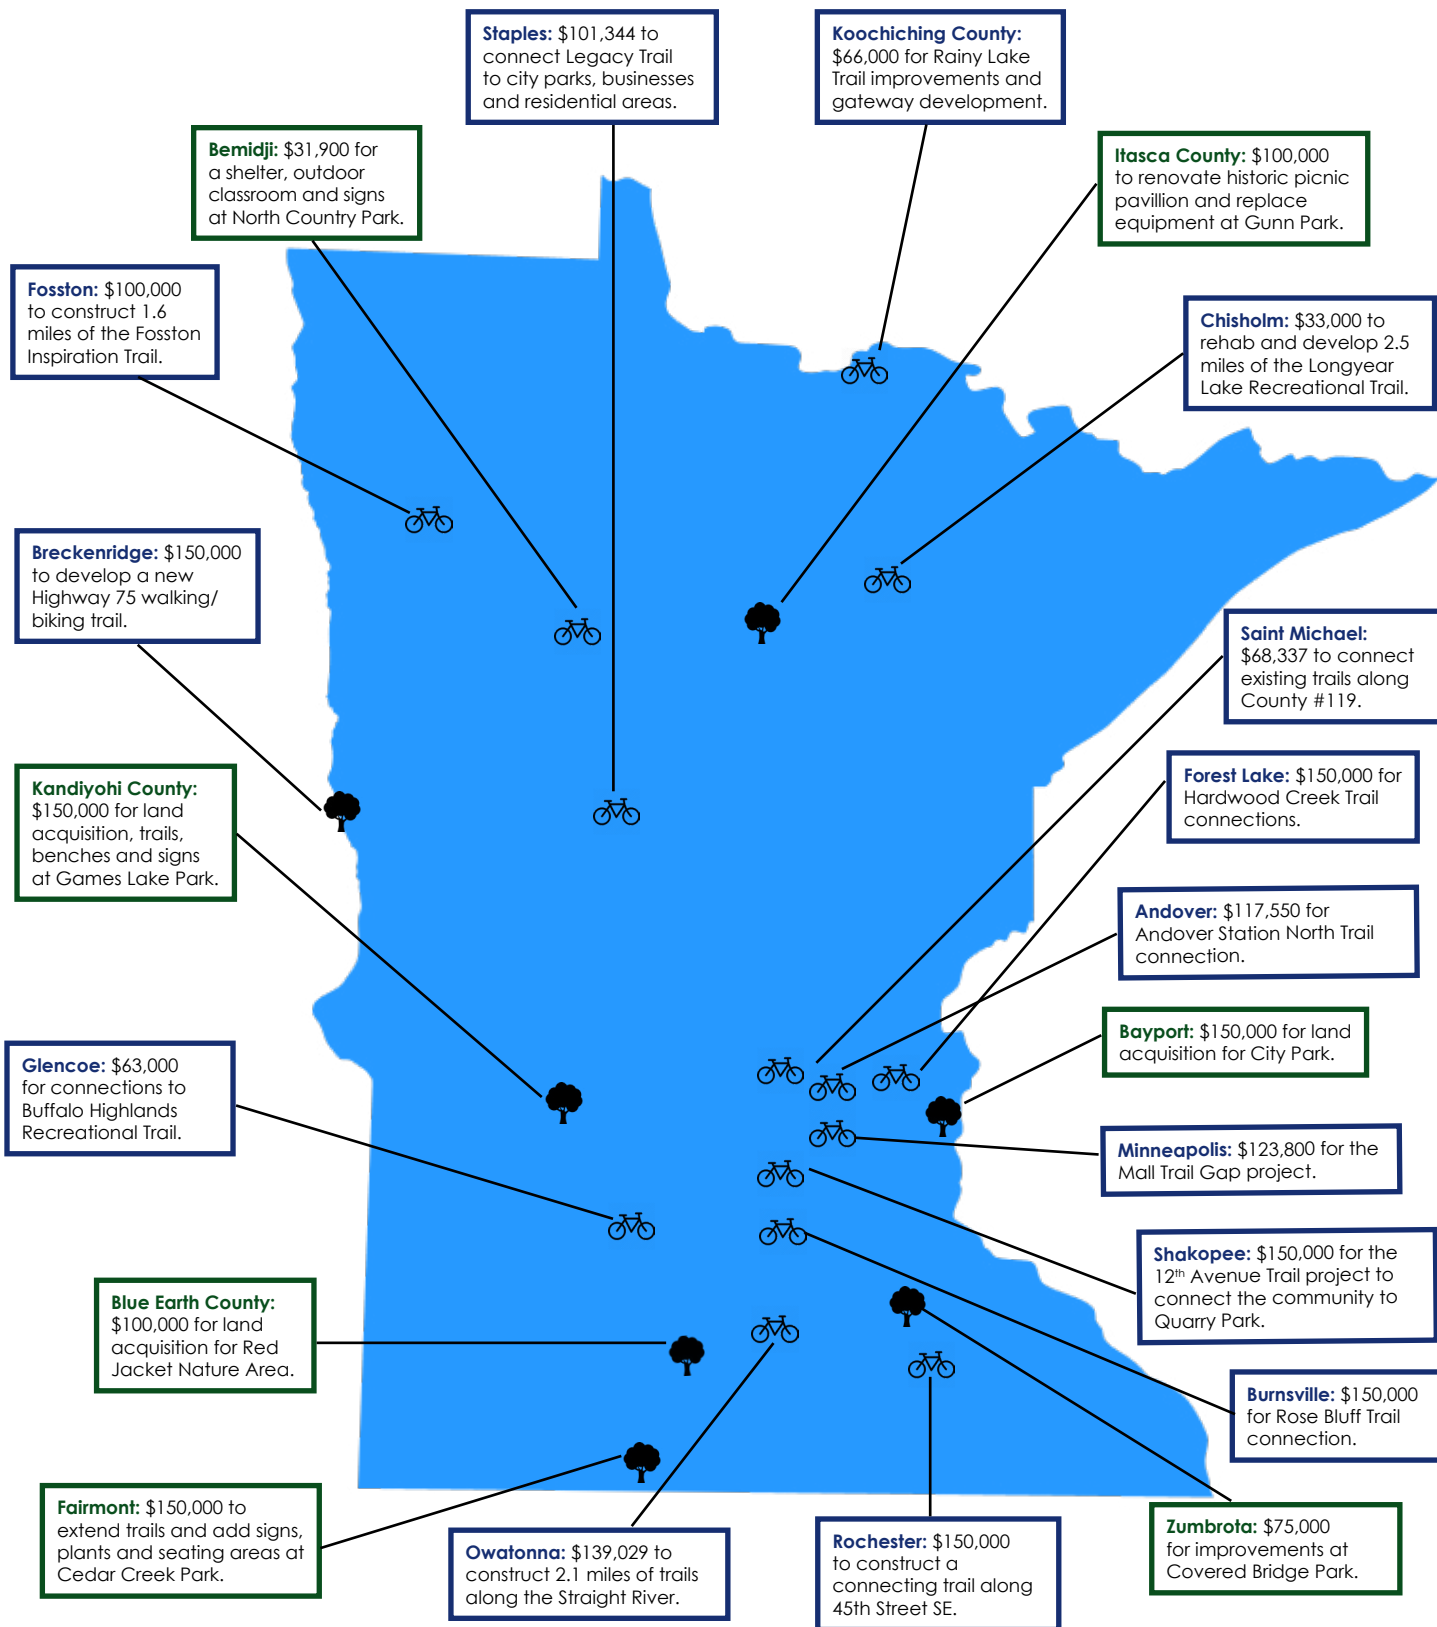 Staples: $101,344 to
connect Legacy Trail
to city parks, businesses
and residential areas.
Koochiching County:
$66,000 for Rainy Lake
Trail improvements and
gateway development.
Bemidji: $31,900 for
a shelter, outdoor
classroom and signs
at North Country Park.
Itasca County: $100,000
to renovate historic picnic
pavillion and replace
equipment at Gunn Park.
Fosston: $100,000
to construct 1.6
miles of the Fosston
Inspiration Trail.
Chisholm: $33,000 to
rehab and develop 2.5
miles of the Longyear
Lake Recreational Trail.
Breckenridge: $150,000
to develop a new
Highway 75 walking/
biking trail.
Saint Michael:
$68,337 to connect
existing trails along
County #119.
Kandiyohi County:
$150,000 for land
acquisition, trails,
benches and signs
at Games Lake Park.
Forest Lake: $150,000 for
Hardwood Creek Trail
connections.
Andover: $117,550 for
Andover Station North Trail
connection.
Bayport: $150,000 for land
acquisition for City Park.
Glencoe: $63,000
for connections to
Buffalo Highlands
Recreational Trail.
Minneapolis: $123,800 for the
Mall Trail Gap project.
Shakopee: $150,000 for the
12th Avenue Trail project to
connect the community to
Quarry Park.
Blue Earth County:
$100,000 for land
acquisition for Red
Jacket Nature Area.
Burnsville: $150,000
for Rose Bluff Trail
connection.
Fairmont: $150,000 to
extend trails and add signs,
plants and seating areas at
Cedar Creek Park.
Owatonna: $139,029 to
construct 2.1 miles of trails
along the Straight River.
Rochester: $150,000
to construct a
connecting trail along
45th Street SE.
Zumbrota: $75,000
for improvements at
Covered Bridge Park.